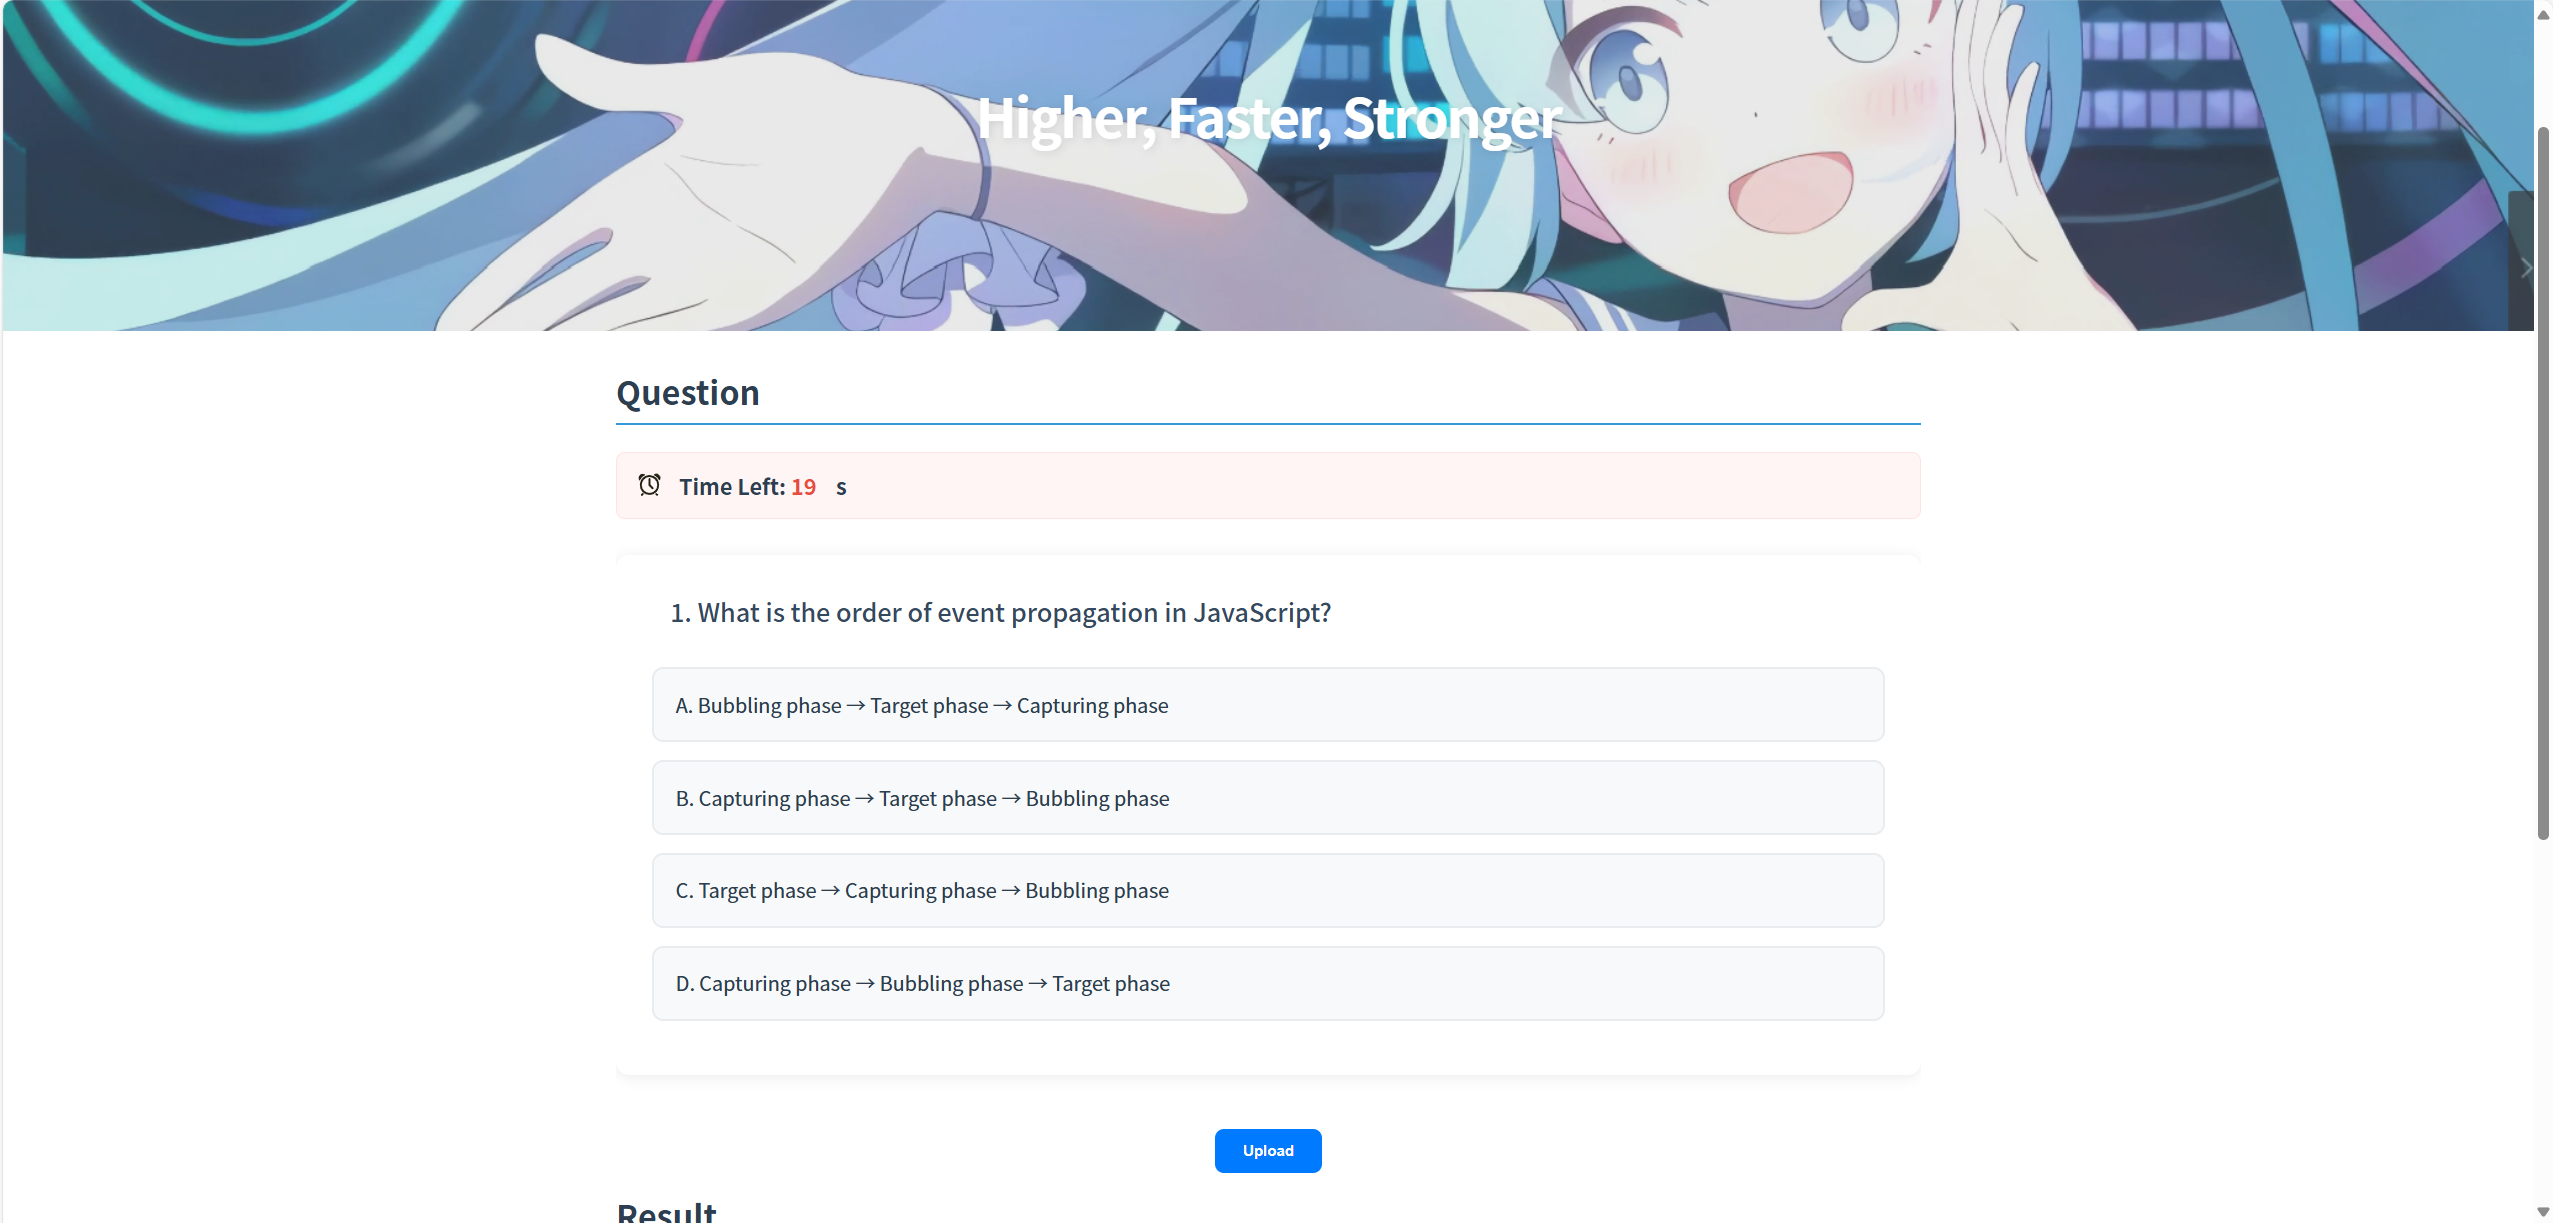 Higher, Faster, Stronger
Question
Time Left: 19 s
1. What is the order of event propagation in JavaScript?
A. Bubbling phase → Target phase → Capturing phase
B. Capturing phase → Target phase → Bubbling phase
C. Target phase → Capturing phase → Bubbling phase
D. Capturing phase → Bubbling phase → Target phase
Upload
Result